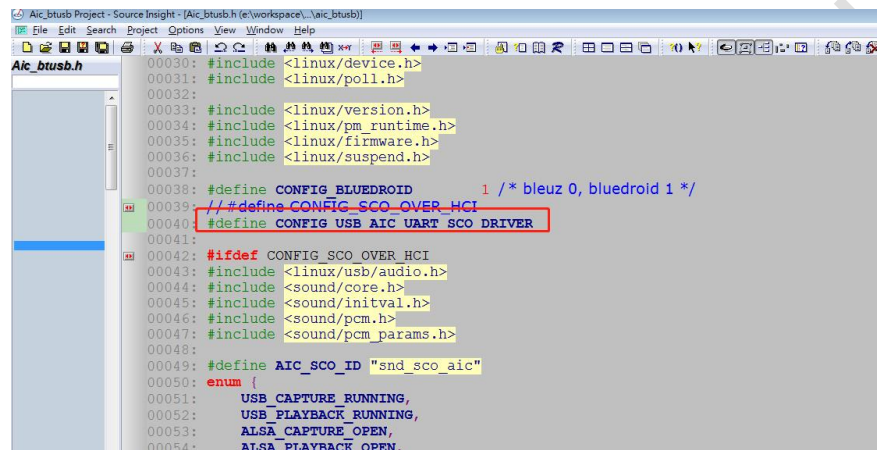 Aic_btusb Project - Source Insight - [Aic_btusb.h (e:\workspace\...\aic_btusb)]
File Edit Search Project Options View Window Help
Aic_btusb.h
00030: #include <linux/device.h>
00031: #include <linux/poll.h>
00032:
00033: #include <linux/version.h>
00034: #include <linux/pm_runtime.h>
00035: #include <linux/firmware.h>
00036: #include <linux/suspend.h>
00037:
00038: #define CONFIG_BLUEDROID 1 /* bleuz 0, bluedroid 1 */
00039: //#define CONFIG_SCO_OVER_HCI
00040: #define CONFIG_USB_AIC_UART_SCO_DRIVER
00041:
00042: #ifdef CONFIG_SCO_OVER_HCI
00043: #include <linux/usb/audio.h>
00044: #include <sound/core.h>
00045: #include <sound/initval.h>
00046: #include <sound/pcm.h>
00047: #include <sound/pcm_params.h>
00048:
00049: #define AIC_SCO_ID "snd_sco_aic"
00050: enum {
00051: USB_CAPTURE_RUNNING,
00052: USB_PLAYBACK_RUNNING,
00053: ALSA_CAPTURE_OPEN,
00054: ALSA_PLAYBACK_OPEN,